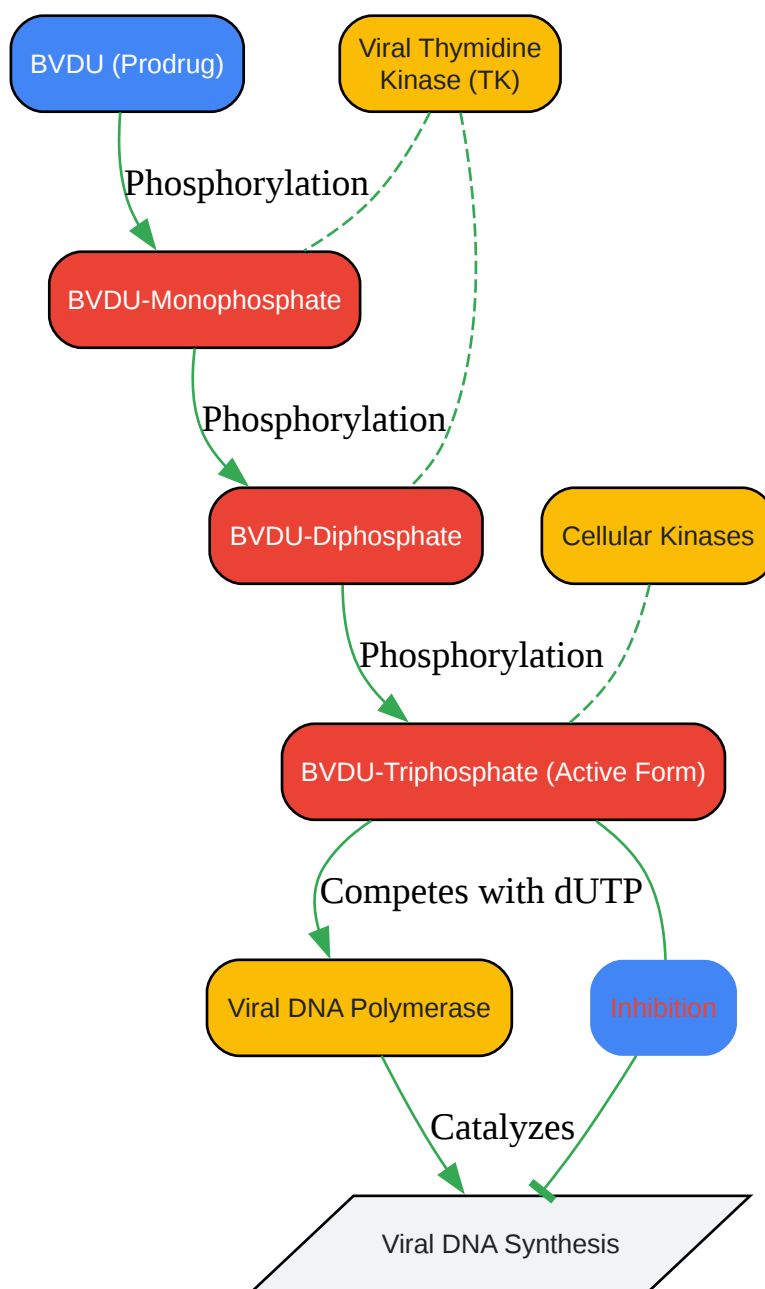 BVDU (Prodrug)
Viral Thymidine
Kinase (TK)
Phosphorylation
BVDU-Monophosphate
Phosphorylation
BVDU-Diphosphate
Cellular Kinases
Phosphorylation
BVDU-Triphosphate (Active Form)
Competes with dUTP
Viral DNA Polymerase
Inhibition
Catalyzes
Viral DNA Synthesis